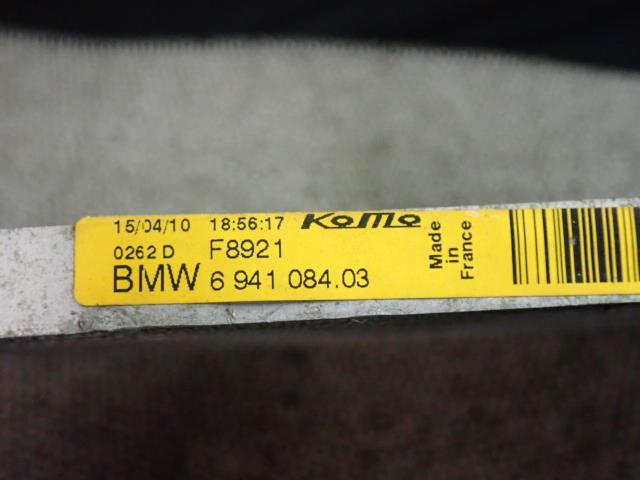 15/04/10 18:56:17 KOMO
0262 D F8921
BMW 6 941 084.03
Made
in
France